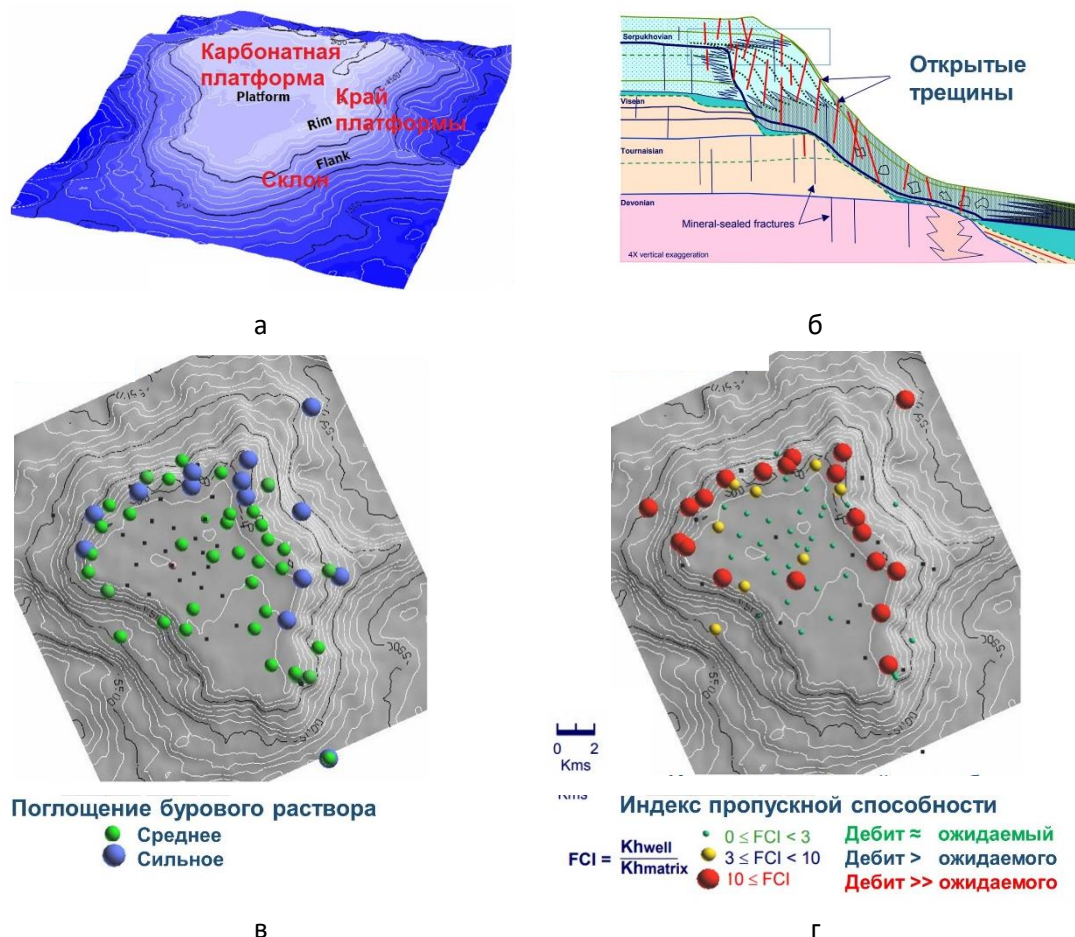 Карбонатная
платформа
Platform
Край
платформы
Rim
Flank
Склон
а
Serpukhovian
Visean
Tournaisian
Devonian
Mineral-sealed fractures
4X vertical exaggeration
Открытые
трещины
б
Поглощение бурового раствора
Среднее
Сильное
в
0 2
Kms
Индекс пропускной способности
FCI = Khwell / Khmatrix
0 ≤ FCI < 3 Дебит ≈ ожидаемый
3 ≤ FCI < 10 Дебит > ожидаемого
10 ≤ FCI Дебит >> ожидаемого
г